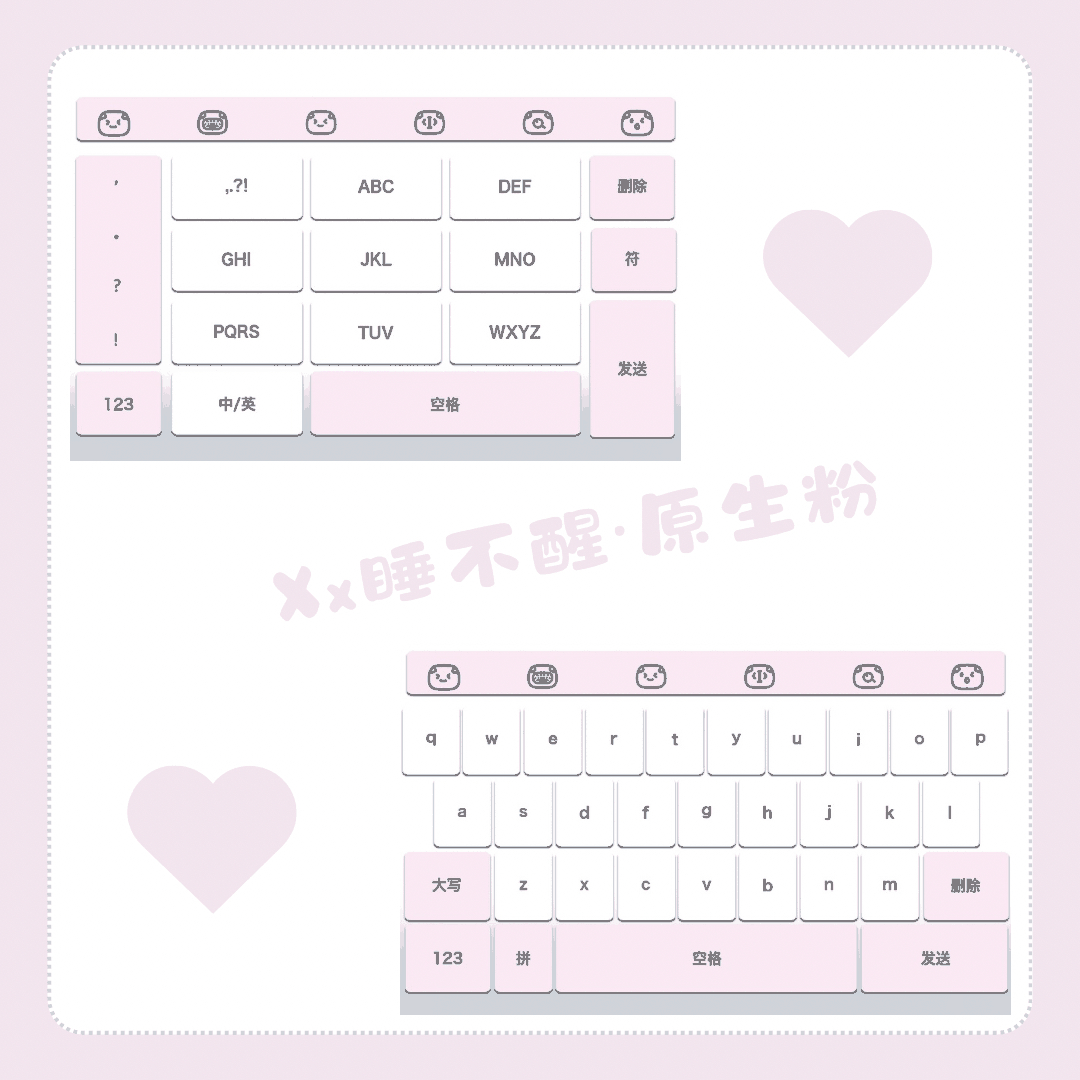 ,.?! ABC DEF 删除
,
.
GHI JKL MNO 符
?
!
PQRS TUV WXYZ
发送
123 中/英 空格
Xx睡不醒·原生粉
q w e r t y u i o p
a s d f g h j k l
大写 z x c v b n m 删除
123 拼 空格 发送